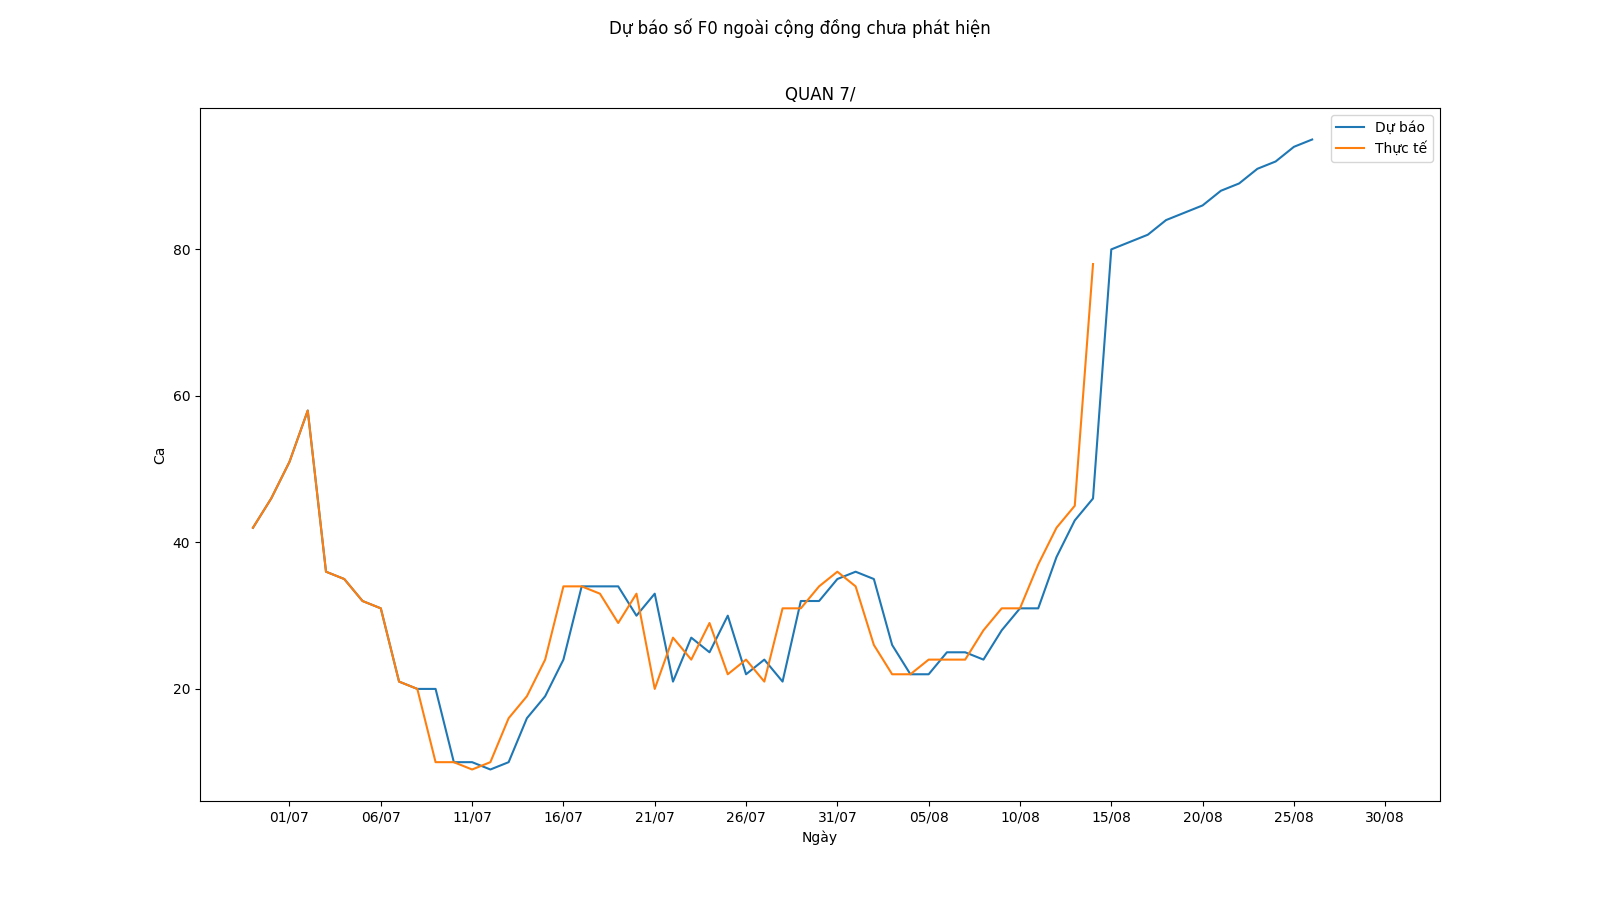 Dự báo số F0 ngoài cộng đồng chưa phát hiện
QUAN 7/
Dự báo
Thực tế
80
60
40
20
Ca
01/07 06/07 11/07 16/07 21/07 26/07 31/07 05/08 10/08 15/08 20/08 25/08 30/08
Ngày